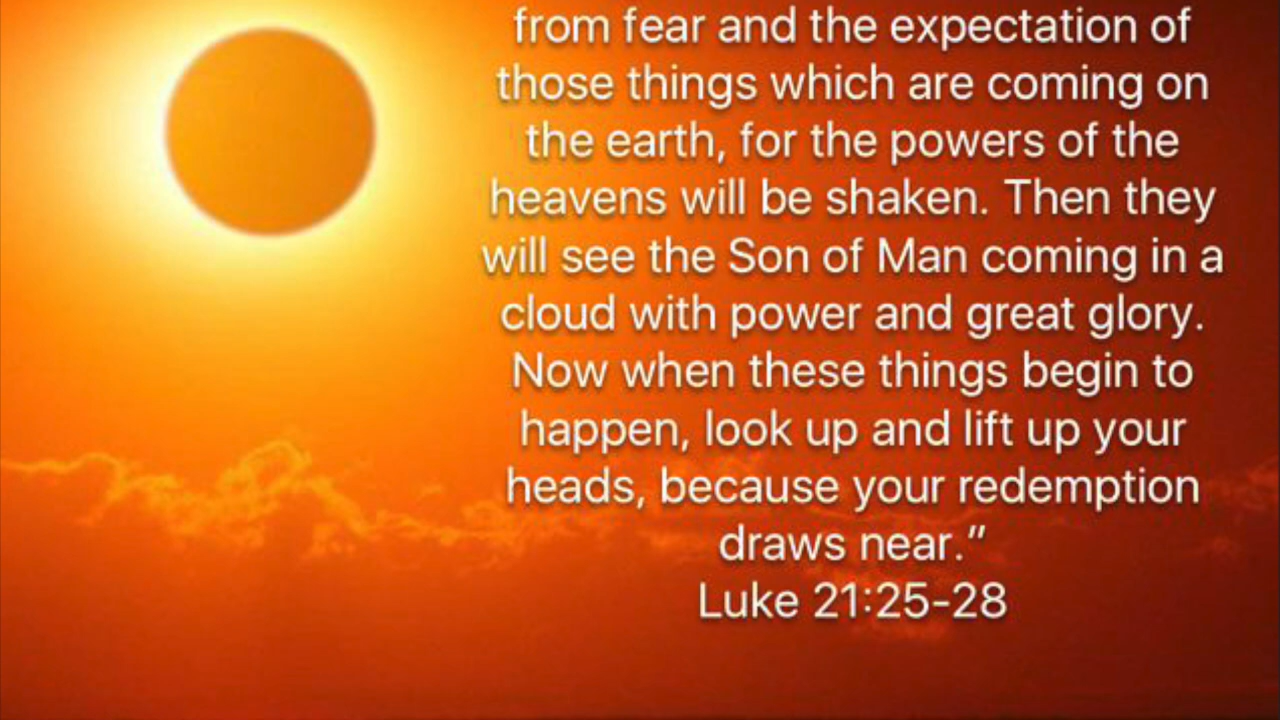 from fear and the expectation of
those things which are coming on
the earth, for the powers of the
heavens will be shaken. Then they
will see the Son of Man coming in a
cloud with power and great glory.
Now when these things begin to
happen, look up and lift up your
heads, because your redemption
draws near.”
Luke 21:25-28